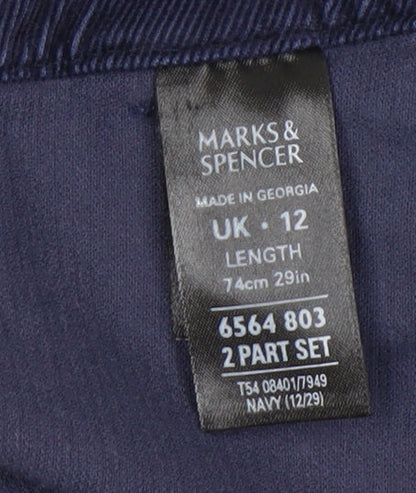 MARKS &
SPENCER
MADE IN GEORGIA
UK · 12
LENGTH
74cm 29in
6564 803
2 PART SET
T54 08401/7949
NAVY (12/29)